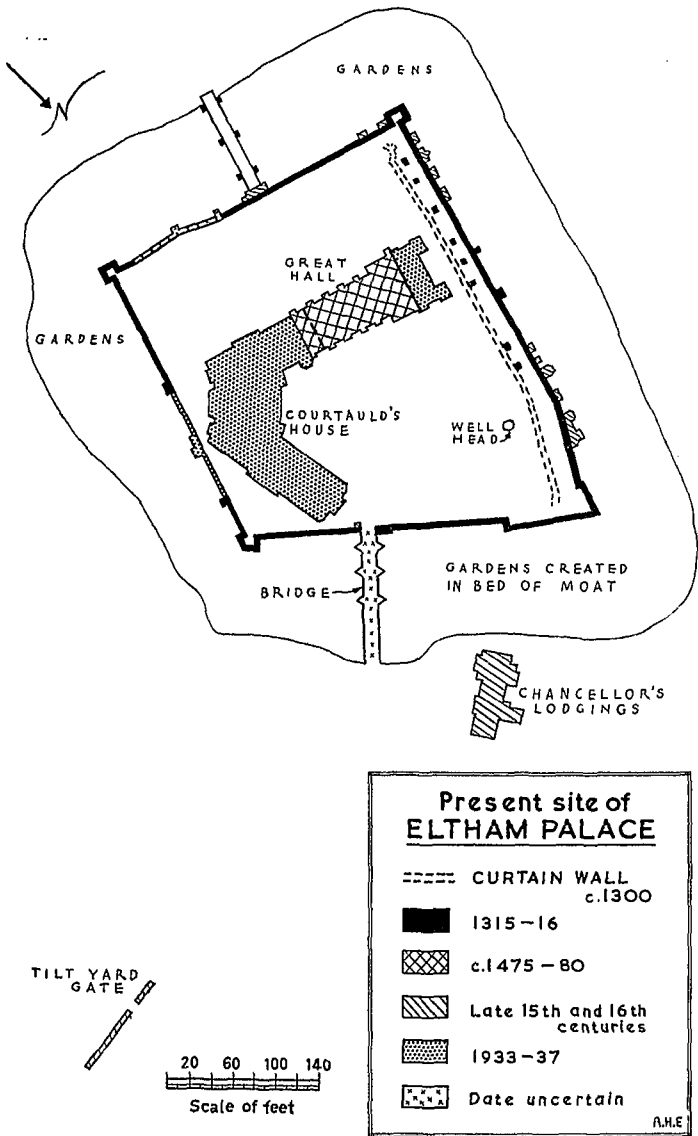 GARDENS
N
GREAT
HALL
GARDENS
COURTAULD'S
HOUSE
WELL
HEAD
BRIDGE
GARDENS CREATED
IN BED OF MOAT
CHANCELLOR'S
LODGINGS
Present site of
ELTHAM PALACE
CURTAIN WALL
c.1300
1315-16
c.1475-80
Late 15th and 16th
centuries
1933-37
Date uncertain
A.H.E
TILT YARD
GATE
20 60 100 140
Scale of feet